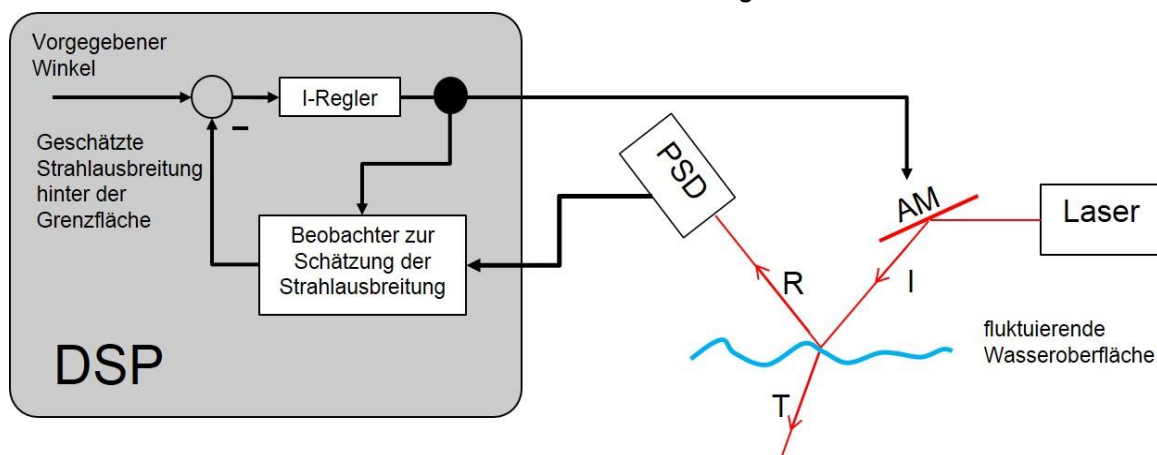 Vorgegebener
Winkel
I-Regler
–
Geschätzte
Strahlausbreitung
hinter der
Grenzfläche
Beobachter zur
Schätzung der
Strahlausbreitung
DSP
PSD
AM
Laser
R
I
fluktuierende
Wasseroberfläche
T